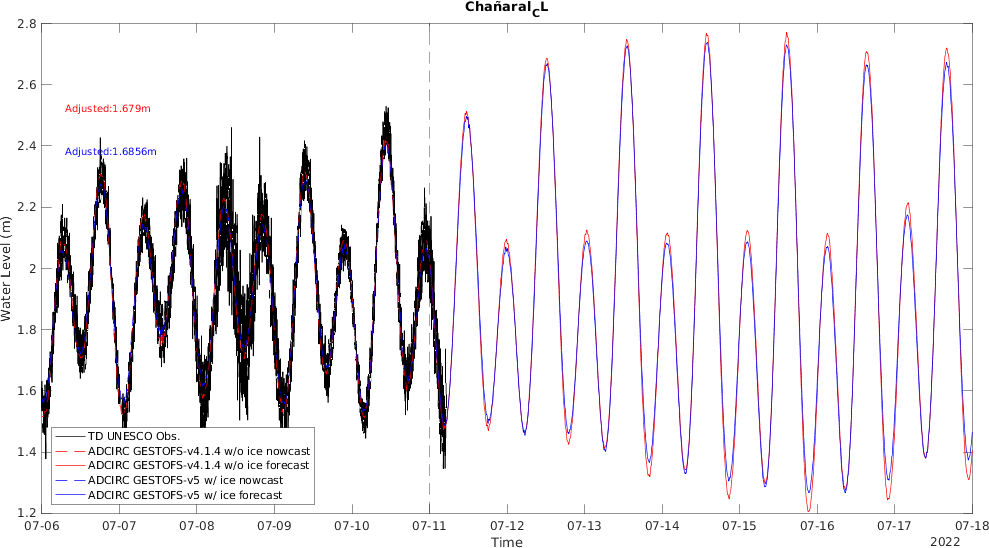 Chañaral_CL
2.8
2.6
2.4
2.2
2
1.8
1.6
1.4
1.2
Water Level (m)
Adjusted:1.679m
Adjusted:1.6856m
TD UNESCO Obs.
ADCIRC GESTOFS-v4.1.4 w/o ice nowcast
ADCIRC GESTOFS-v4.1.4 w/o ice forecast
ADCIRC GESTOFS-v5 w/ ice nowcast
ADCIRC GESTOFS-v5 w/ ice forecast
07-06 07-07 07-08 07-09 07-10 07-11 07-12 07-13 07-14 07-15 07-16 07-17 07-18
Time
2022